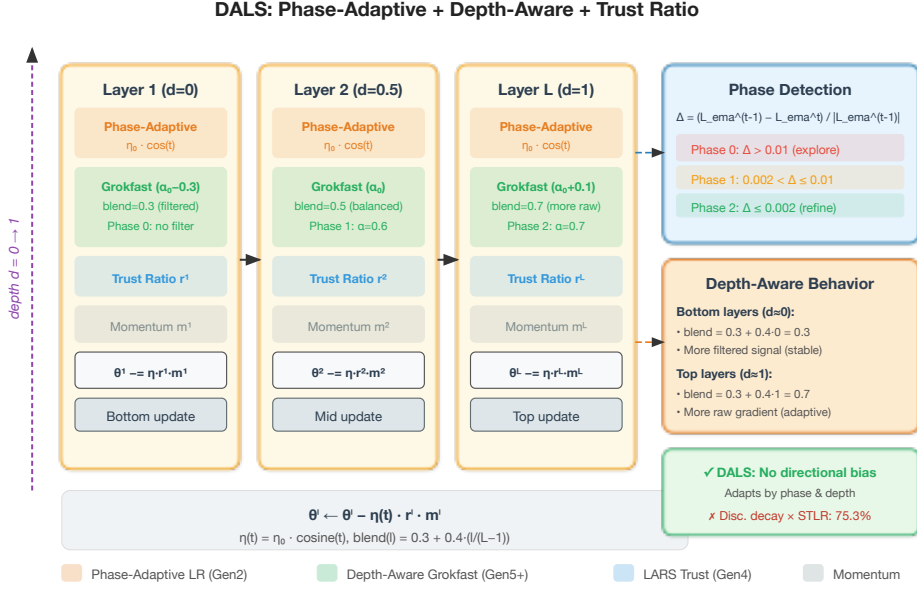 DALS: Phase-Adaptive + Depth-Aware + Trust Ratio
depth d = 0 → 1
Layer 1 (d=0)
Phase-Adaptive
η₀ · cos(t)
Grokfast (α₀−0.3)
blend=0.3 (filtered)
Phase 0: no filter
Trust Ratio r¹
Momentum m¹
θ¹ −= η·r¹·m¹
Bottom update
Layer 2 (d=0.5)
Phase-Adaptive
η₀ · cos(t)
Grokfast (α₀)
blend=0.5 (balanced)
Phase 1: α=0.6
Trust Ratio r²
Momentum m²
θ² −= η·r²·m²
Mid update
Layer L (d=1)
Phase-Adaptive
η₀ · cos(t)
Grokfast (α₀+0.1)
blend=0.7 (more raw)
Phase 2: α=0.7
Trust Ratio rᴸ
Momentum mᴸ
θᴸ −= η·rᴸ·mᴸ
Top update
Phase Detection
Δ = (L_ema^(t-1) − L_ema^t) / |L_ema^(t-1)|
Phase 0: Δ > 0.01 (explore)
Phase 1: 0.002 < Δ ≤ 0.01
Phase 2: Δ ≤ 0.002 (refine)
Depth-Aware Behavior
Bottom layers (d≈0):
• blend = 0.3 + 0.4·0 = 0.3
• More filtered signal (stable)
Top layers (d≈1):
• blend = 0.3 + 0.4·1 = 0.7
• More raw gradient (adaptive)
✓ DALS: No directional bias
Adapts by phase & depth
✗ Disc. decay × STLR: 75.3%
θˡ ← θˡ − η(t) · rˡ · mˡ
η(t) = η₀ · cosine(t), blend(l) = 0.3 + 0.4·(l/(L−1))
Phase-Adaptive LR (Gen2)
Depth-Aware Grokfast (Gen5+)
LARS Trust (Gen4)
Momentum